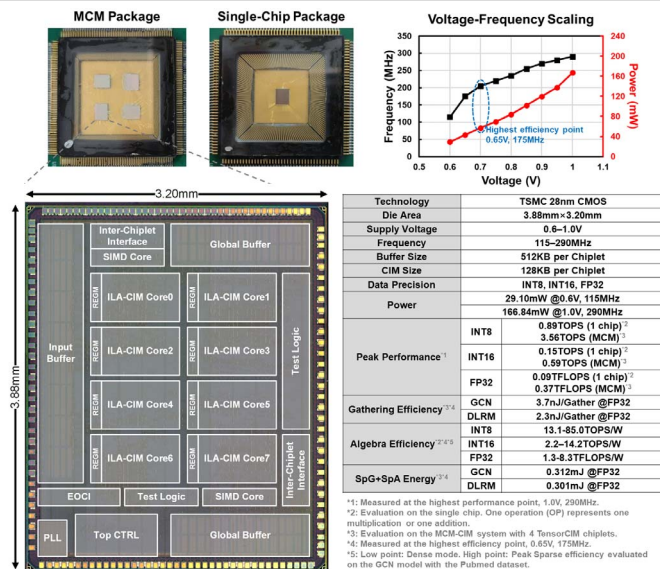 MCM Package
Single-Chip Package
Voltage-Frequency Scaling
Frequency (MHz)
350
300
250
200
150
100
50
0
240
200
160
120
80
40
0
Power (mW)
Highest efficiency point
0.65V, 175MHz
0.5 0.6 0.7 0.8 0.9 1 1.1
Voltage (V)
3.20mm
3.88mm
Inter-Chiplet
Interface
SIMD Core
Global Buffer
Input
Buffer
REGM ILA-CIM Core0 REGM ILA-CIM Core1
REGM ILA-CIM Core2 REGM ILA-CIM Core3
Test Logic
REGM ILA-CIM Core4 REGM ILA-CIM Core5
REGM ILA-CIM Core6 REGM ILA-CIM Core7
Inter-Chiplet
Interface
EOCI Test Logic SIMD Core
PLL Top CTRL Global Buffer
Technology TSMC 28nm CMOS
Die Area 3.88mm×3.20mm
Supply Voltage 0.6–1.0V
Frequency 115–290MHz
Buffer Size 512KB per Chiplet
CIM Size 128KB per Chiplet
Data Precision INT8, INT16, FP32
Power 29.10mW @0.6V, 115MHz
166.84mW @1.0V, 290MHz
Peak Performance*1 INT8 0.89TOPS (1 chip)*2
3.56TOPS (MCM)*3
INT16 0.15TOPS (1 chip)*2
0.59TOPS (MCM)*3
FP32 0.09TFLOPS (1 chip)*2
0.37TFLOPS (MCM)*3
Gathering Efficiency*3*4 GCN 3.7nJ/Gather @FP32
DLRM 2.3nJ/Gather @FP32
Algebra Efficiency*2*4*5 INT8 13.1-85.0TOPS/W
INT16 2.2–14.2TOPS/W
FP32 1.3-8.3TFLOPS/W
SpG+SpA Energy*3*4 GCN 0.312mJ @FP32
DLRM 0.301mJ @FP32
*1: Measured at the highest performance point, 1.0V, 290MHz.
*2: Evaluation on the single chip. One operation (OP) represents one
multiplication or one addition.
*3: Evaluation on the MCM-CIM system with 4 TensorCIM chiplets.
*4: Measured at the highest efficiency point, 0.65V, 175MHz.
*5: Low point: Dense mode. High point: Peak Sparse efficiency evaluated
on the GCN model with the Pubmed dataset.